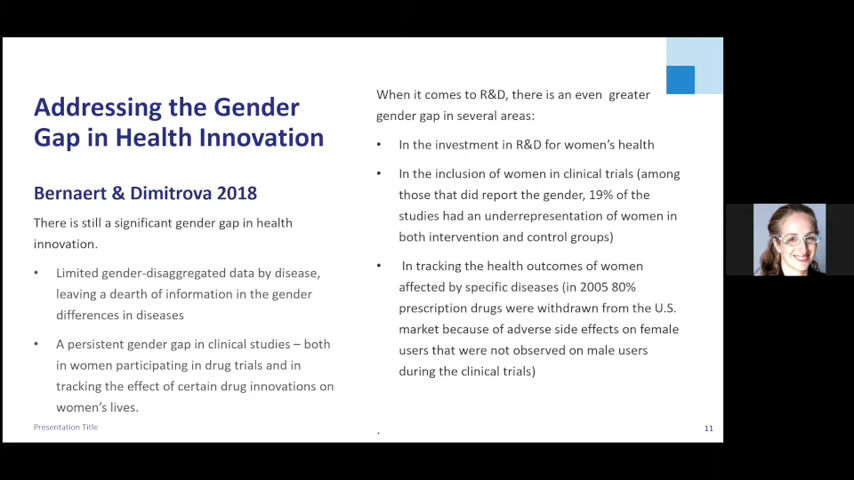 Addressing the Gender
Gap in Health Innovation
Bernaert & Dimitrova 2018
There is still a significant gender gap in health
innovation.
• Limited gender-disaggregated data by disease,
leaving a dearth of information in the gender
differences in diseases
• A persistent gender gap in clinical studies – both
in women participating in drug trials and in
tracking the effect of certain drug innovations on
women's lives.
When it comes to R&D, there is an even greater
gender gap in several areas:
• In the investment in R&D for women's health
• In the inclusion of women in clinical trials (among
those that did report the gender, 19% of the
studies had an underrepresentation of women in
both intervention and control groups)
• In tracking the health outcomes of women
affected by specific diseases (in 2005 80%
prescription drugs were withdrawn from the U.S.
market because of adverse side effects on female
users that were not observed on male users
during the clinical trials)
.
Presentation Title
11